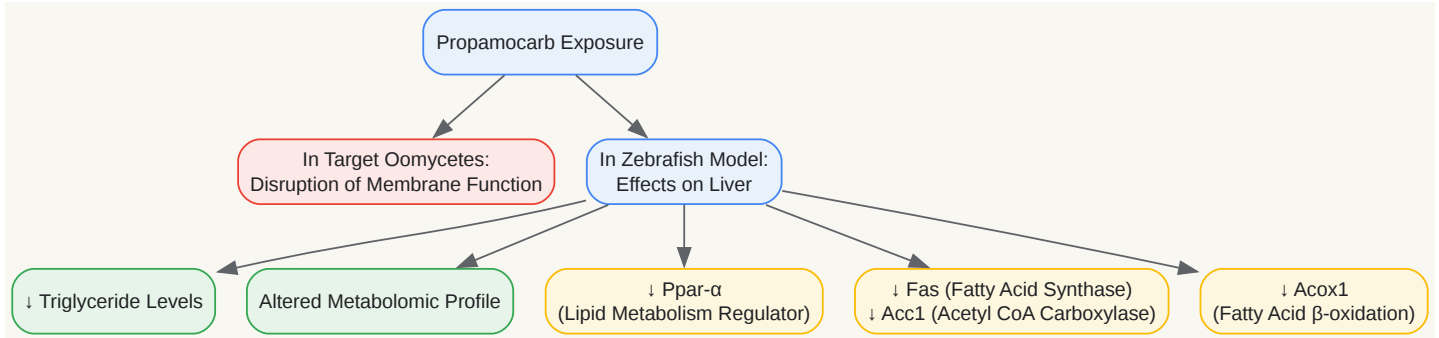 Propamocarb Exposure
In Target Oomycetes:
Disruption of Membrane Function
In Zebrafish Model:
Effects on Liver
↓ Triglyceride Levels
Altered Metabolomic Profile
↓ Ppar-α
(Lipid Metabolism Regulator)
↓ Fas (Fatty Acid Synthase)
↓ Acc1 (Acetyl CoA Carboxylase)
↓ Acox1
(Fatty Acid β-oxidation)